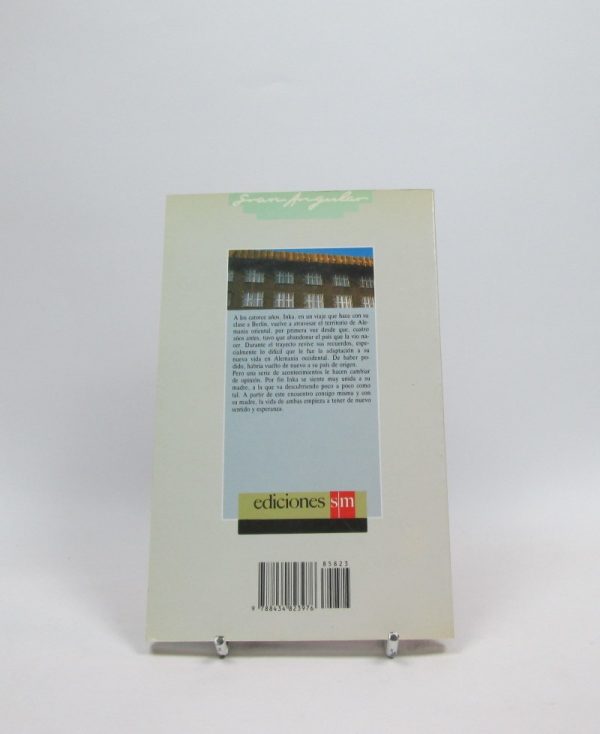 Gran Angular
A los catorce años, Inka, en un viaje que hace con su
clase a Berlín, vuelve a atravesar el territorio de Ale-
mania oriental, por primera vez desde que, cuatro
años antes, tuvo que abandonar el país que la vio na-
cer. Durante el trayecto revive sus recuerdos, espe-
cialmente lo difícil que le fue la adaptación a su
nueva vida en Alemania occidental. De haber po-
dido, habría vuelto de nuevo a su país de origen.
Pero una serie de acontecimientos le hacen cambiar
de opinión. Por fin Inka se siente muy unida a su
madre, a la que va descubriendo poco a poco como
tal. A partir de este encuentro consigo misma y con
su madre, la vida de ambas empieza a tener de nuevo
sentido y esperanza.
ediciones s/m
85823
9 788434 823976